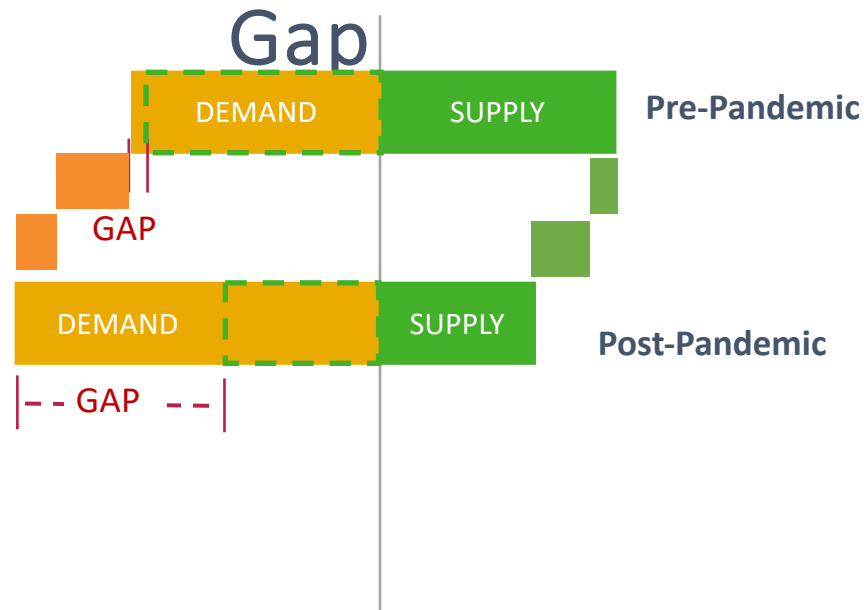 Gap
DEMAND SUPPLY Pre-Pandemic
GAP
DEMAND SUPPLY
Post-Pandemic
GAP